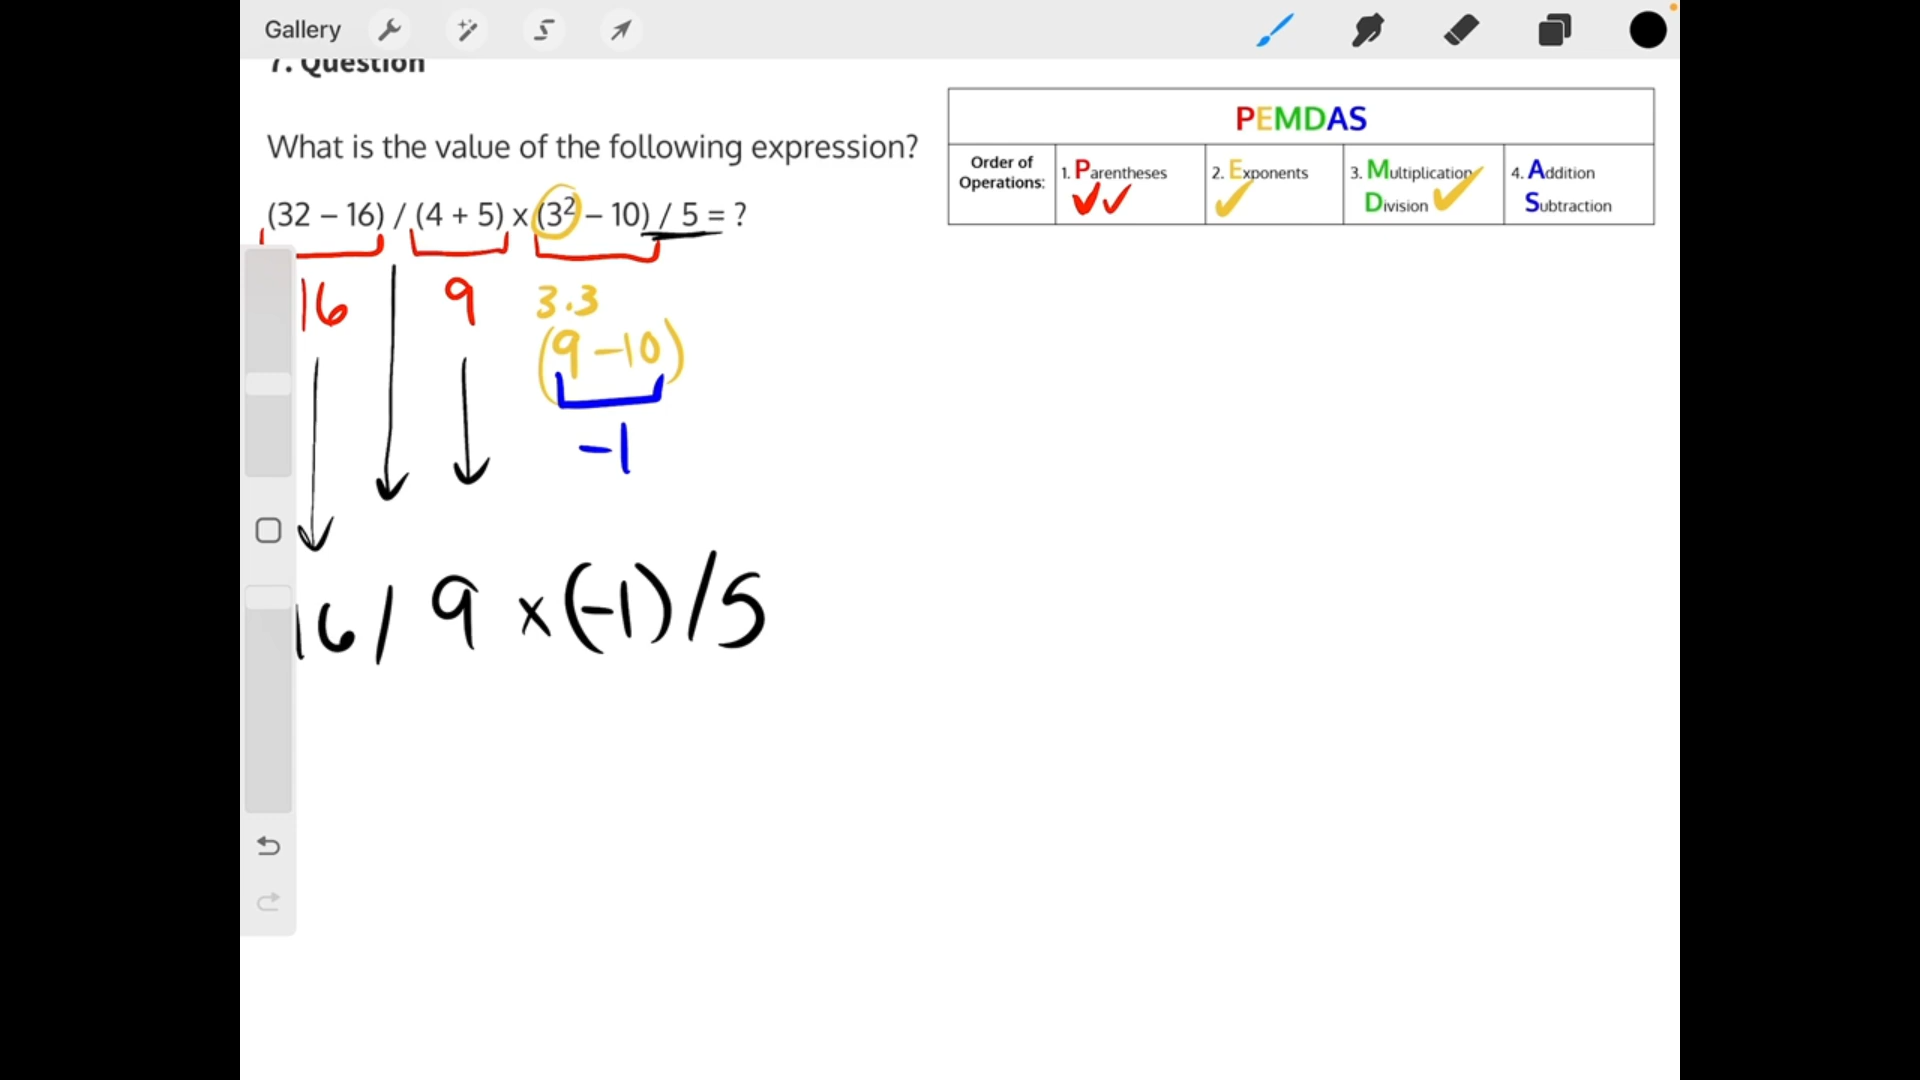 Gallery
7. Question
What is the value of the following expression?
(32 – 16) / (4 + 5) x (3² – 10) / 5 = ?
PEMDAS
Order of Operations:
1. Parentheses
2. Exponents
3. Multiplication
Division
4. Addition
Subtraction
16 9 3.3
(9 -10)
-1
16 / 9 x (-1) / 5